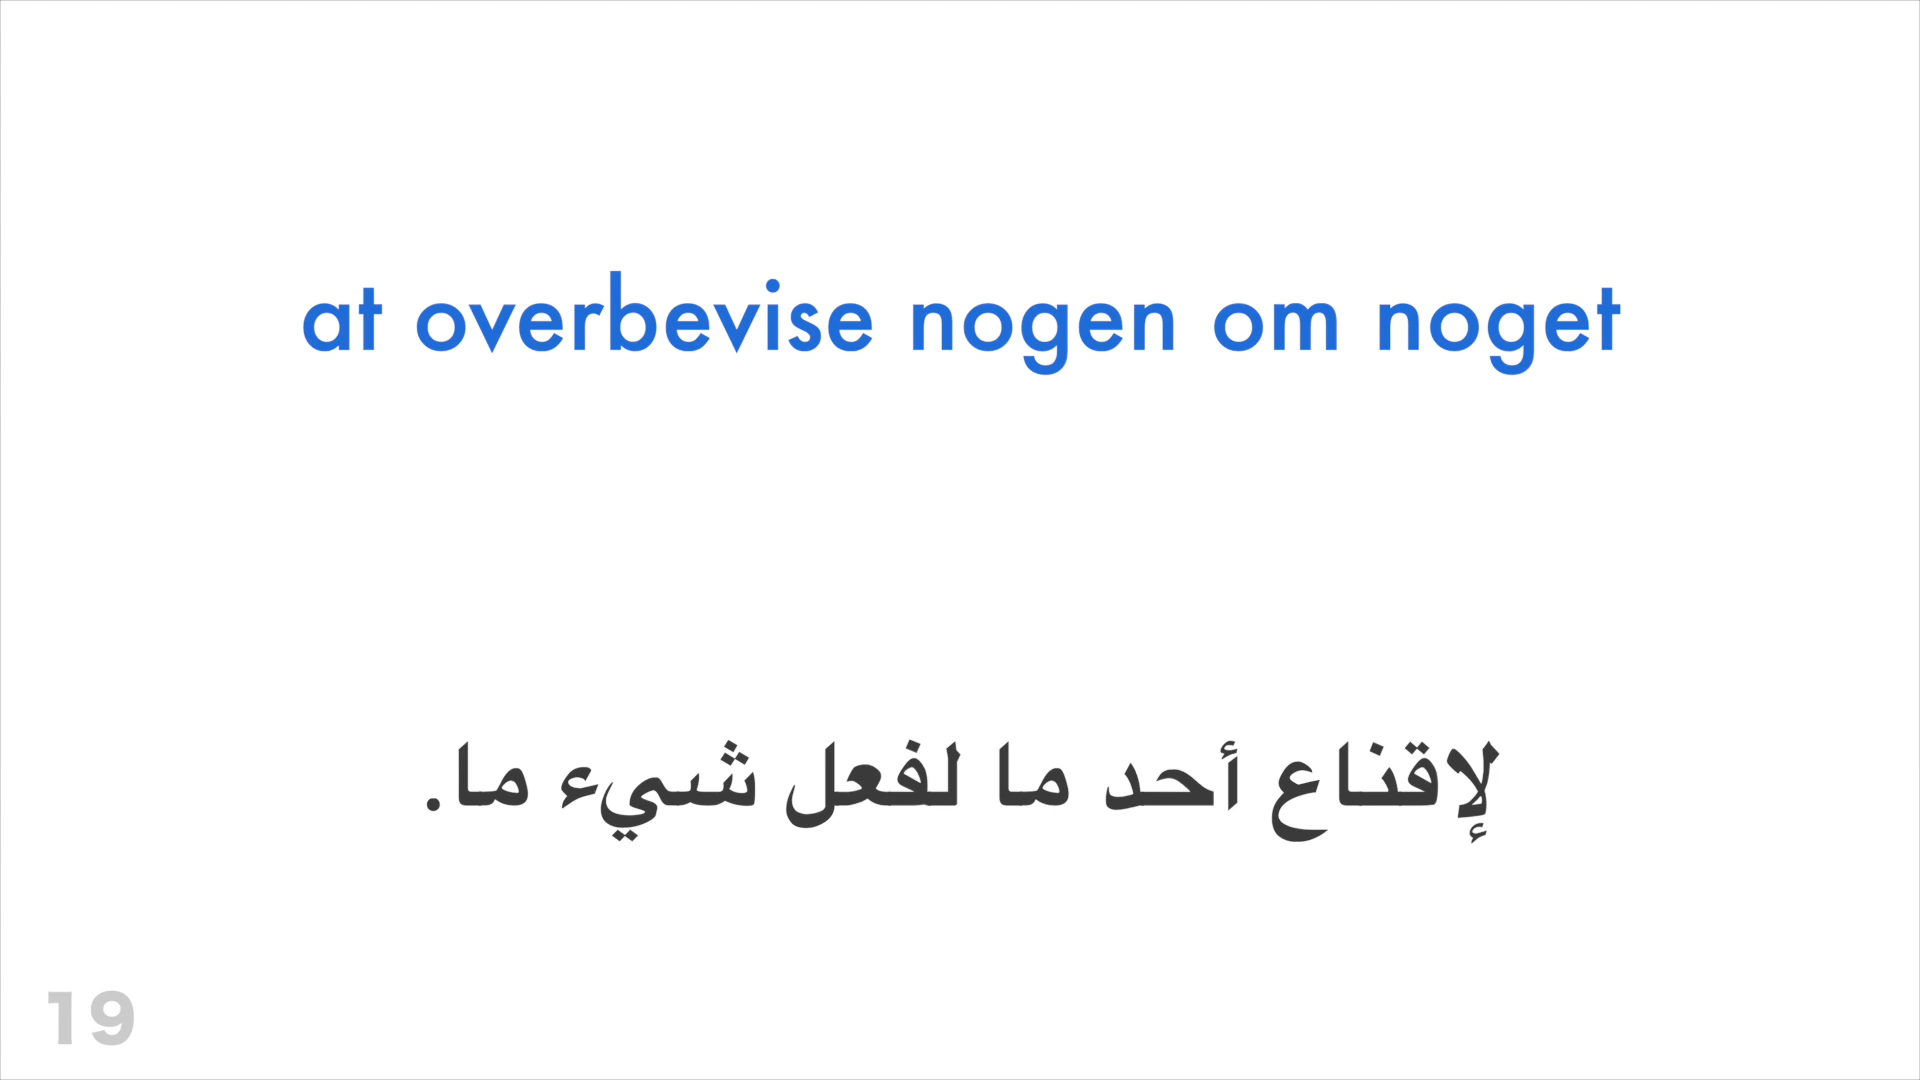 at overbevise nogen om noget
لإقناع أحد ما لفعل شيء ما.
19